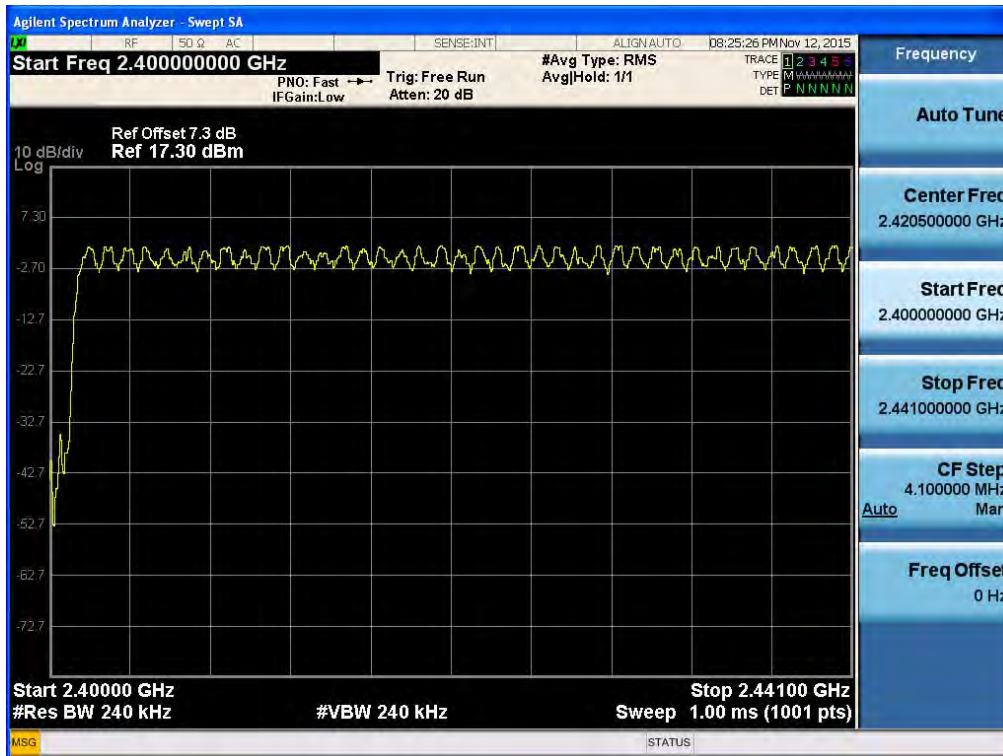 Agilent Spectrum Analyzer - Swept SA
LXI RF 50 Ω AC SENSE:INT ALIGN AUTO 08:25:26 PM Nov 12, 2015
Start Freq 2.400000000 GHz
PNO: Fast
IFGain:Low
Trig: Free Run
Atten: 20 dB
#Avg Type: RMS
Avg|Hold: 1/1
TRACE 1 2 3 4 5 6
TYPE M
DET P N N N N N
Ref Offset 7.3 dB
10 dB/div Ref 17.30 dBm
Log
7.30
-2.70
-12.7
-22.7
-32.7
-42.7
-52.7
-62.7
-72.7
Start 2.40000 GHz Stop 2.44100 GHz
#Res BW 240 kHz #VBW 240 kHz Sweep 1.00 ms (1001 pts)
MSG STATUS
Frequency
Auto Tune
Center Freq
2.420500000 GHz
Start Freq
2.400000000 GHz
Stop Freq
2.441000000 GHz
CF Step
4.100000 MHz
Auto Man
Freq Offset
0 Hz